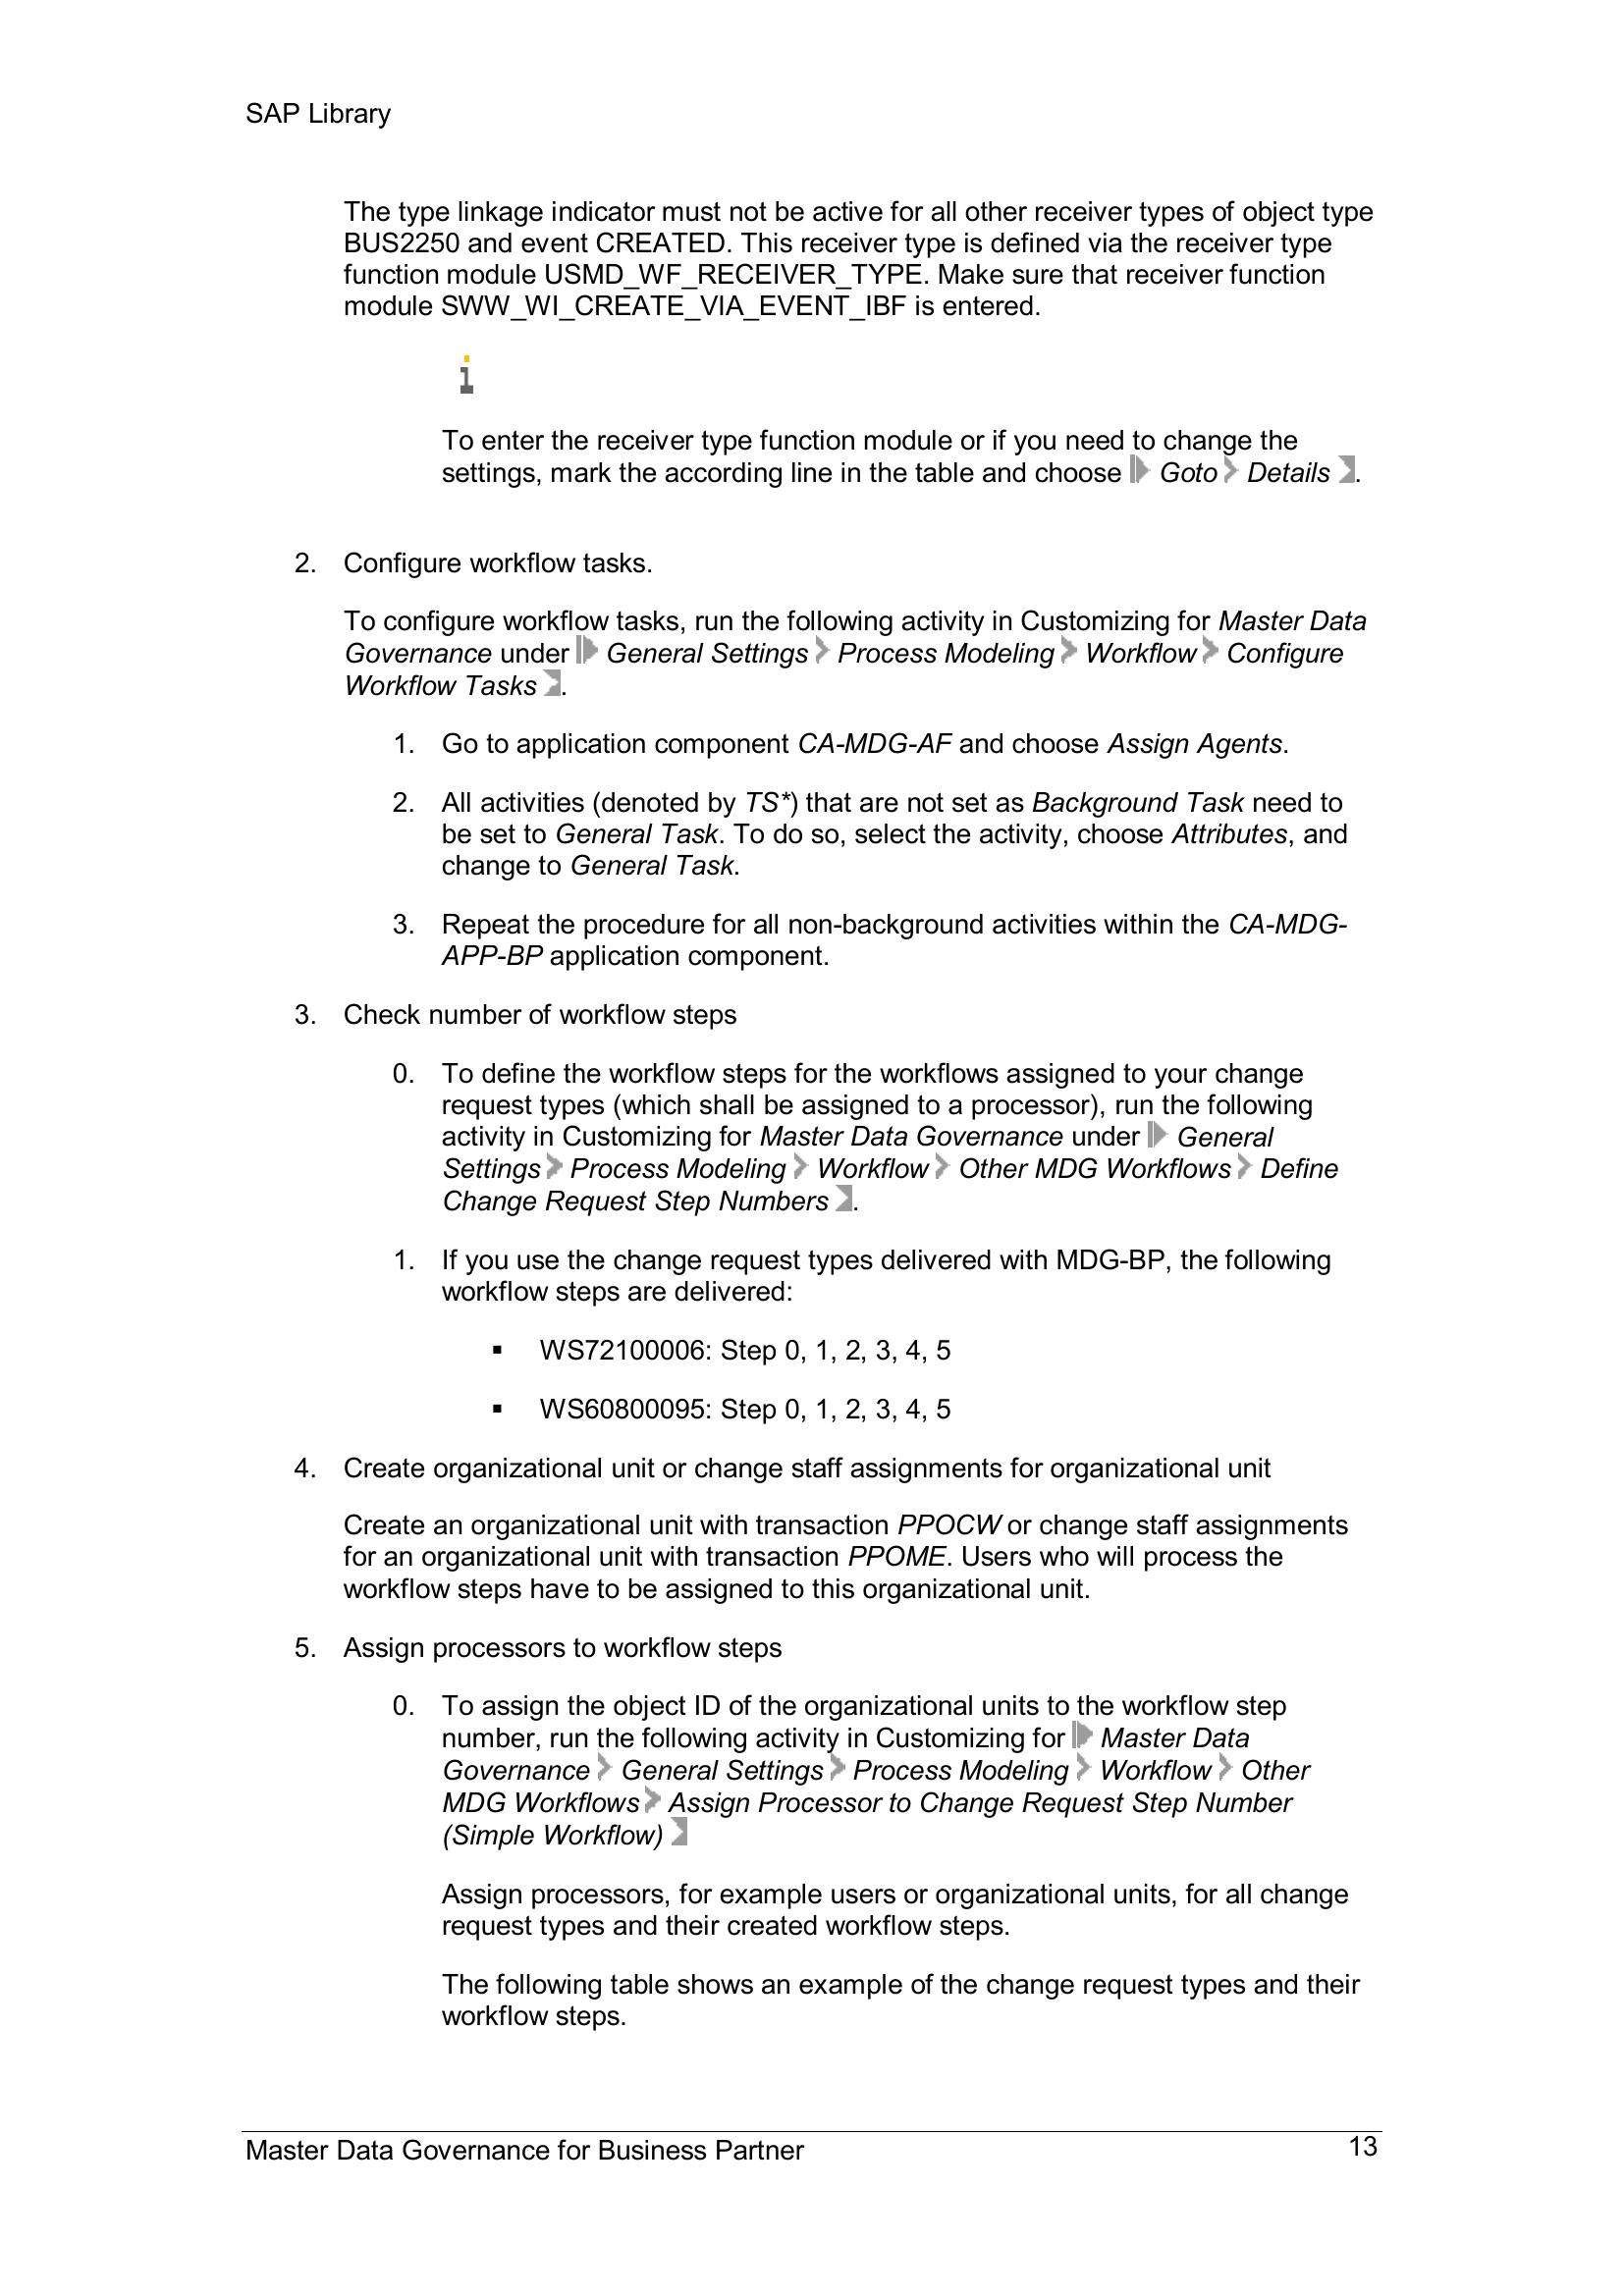 SAP Library
The type linkage indicator must not be active for all other receiver types of object type
BUS2250 and event CREATED. This receiver type is defined via the receiver type
function module USMD_WF_RECEIVER_TYPE. Make sure that receiver function
module SWW_WI_CREATE_VIA_EVENT_IBF is entered.
To enter the receiver type function module or if you need to change the
settings, mark the according line in the table and choose Goto Details .
2. Configure workflow tasks.
To configure workflow tasks, run the following activity in Customizing for Master Data
Governance under General Settings Process Modeling Workflow Configure
Workflow Tasks .
1. Go to application component CA-MDG-AF and choose Assign Agents.
2. All activities (denoted by TS*) that are not set as Background Task need to
be set to General Task. To do so, select the activity, choose Attributes, and
change to General Task.
3. Repeat the procedure for all non-background activities within the CA-MDG-
APP-BP application component.
3. Check number of workflow steps
0. To define the workflow steps for the workflows assigned to your change
request types (which shall be assigned to a processor), run the following
activity in Customizing for Master Data Governance under General
Settings Process Modeling Workflow Other MDG Workflows Define
Change Request Step Numbers .
1. If you use the change request types delivered with MDG-BP, the following
workflow steps are delivered:
▪ WS72100006: Step 0, 1, 2, 3, 4, 5
▪ WS60800095: Step 0, 1, 2, 3, 4, 5
4. Create organizational unit or change staff assignments for organizational unit
Create an organizational unit with transaction PPOCW or change staff assignments
for an organizational unit with transaction PPOME. Users who will process the
workflow steps have to be assigned to this organizational unit.
5. Assign processors to workflow steps
0. To assign the object ID of the organizational units to the workflow step
number, run the following activity in Customizing for Master Data
Governance General Settings Process Modeling Workflow Other
MDG Workflows Assign Processor to Change Request Step Number
(Simple Workflow)
Assign processors, for example users or organizational units, for all change
request types and their created workflow steps.
The following table shows an example of the change request types and their
workflow steps.
Master Data Governance for Business Partner 13